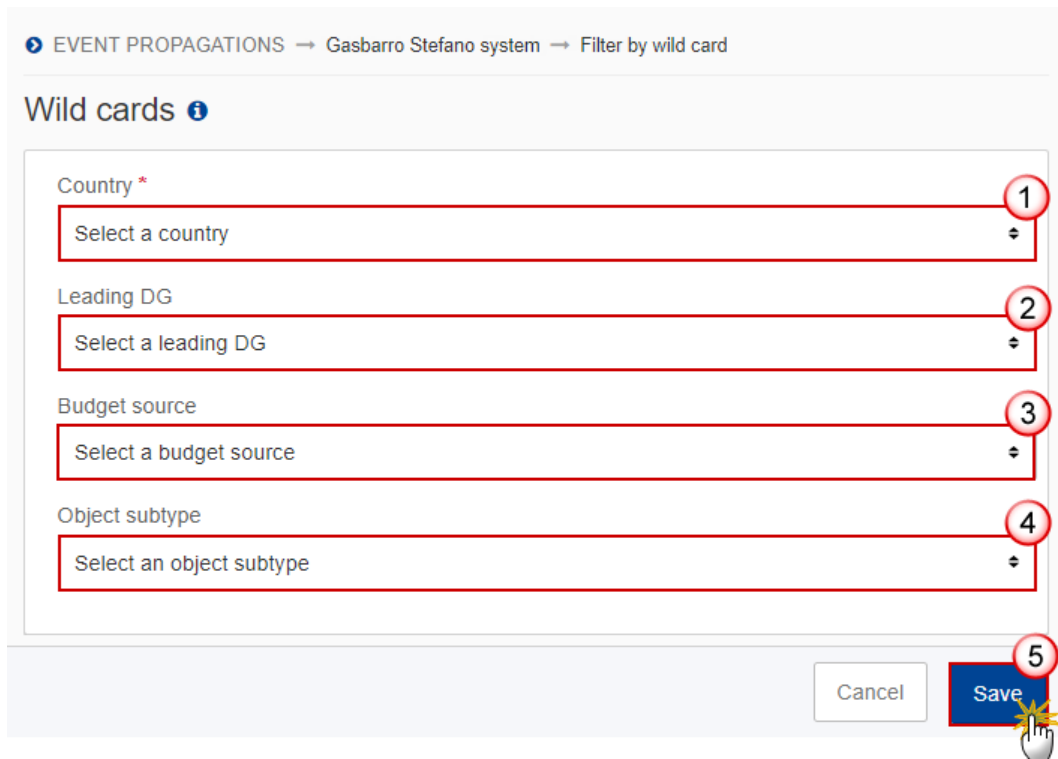 EVENT PROPAGATIONS → Gasbarro Stefano system → Filter by wild card
Wild cards
Country *
1
Select a country
Leading DG
2
Select a leading DG
Budget source
3
Select a budget source
Object subtype
4
Select an object subtype
5
Cancel Save